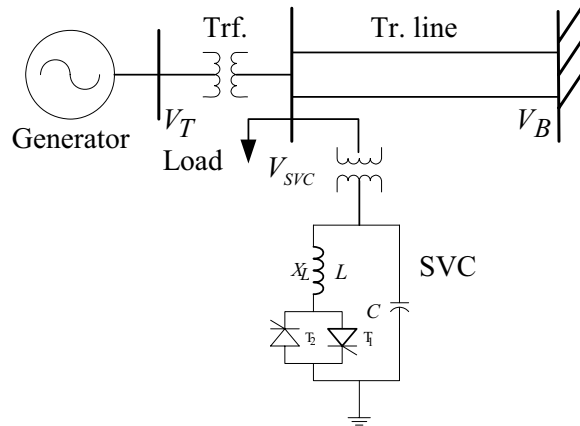 Trf.
Tr. line
V_T
Generator
Load
V_SVC
V_B
X_L
L
SVC
C
T_2
T_1